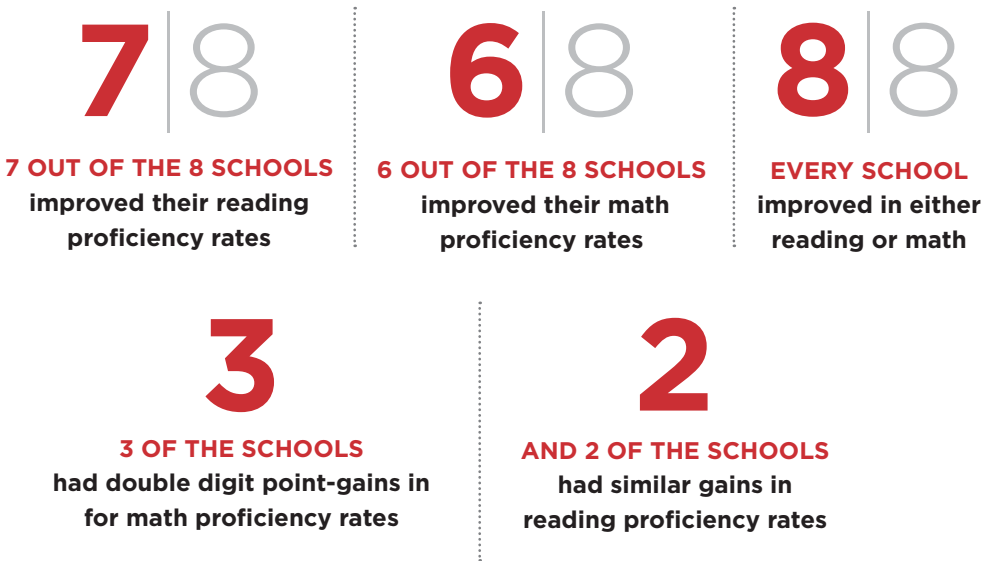 7|8
7 OUT OF THE 8 SCHOOLS
improved their reading
proficiency rates
6|8
6 OUT OF THE 8 SCHOOLS
improved their math
proficiency rates
8|8
EVERY SCHOOL
improved in either
reading or math
3
3 OF THE SCHOOLS
had double digit point-gains in
for math proficiency rates
2
AND 2 OF THE SCHOOLS
had similar gains in
reading proficiency rates